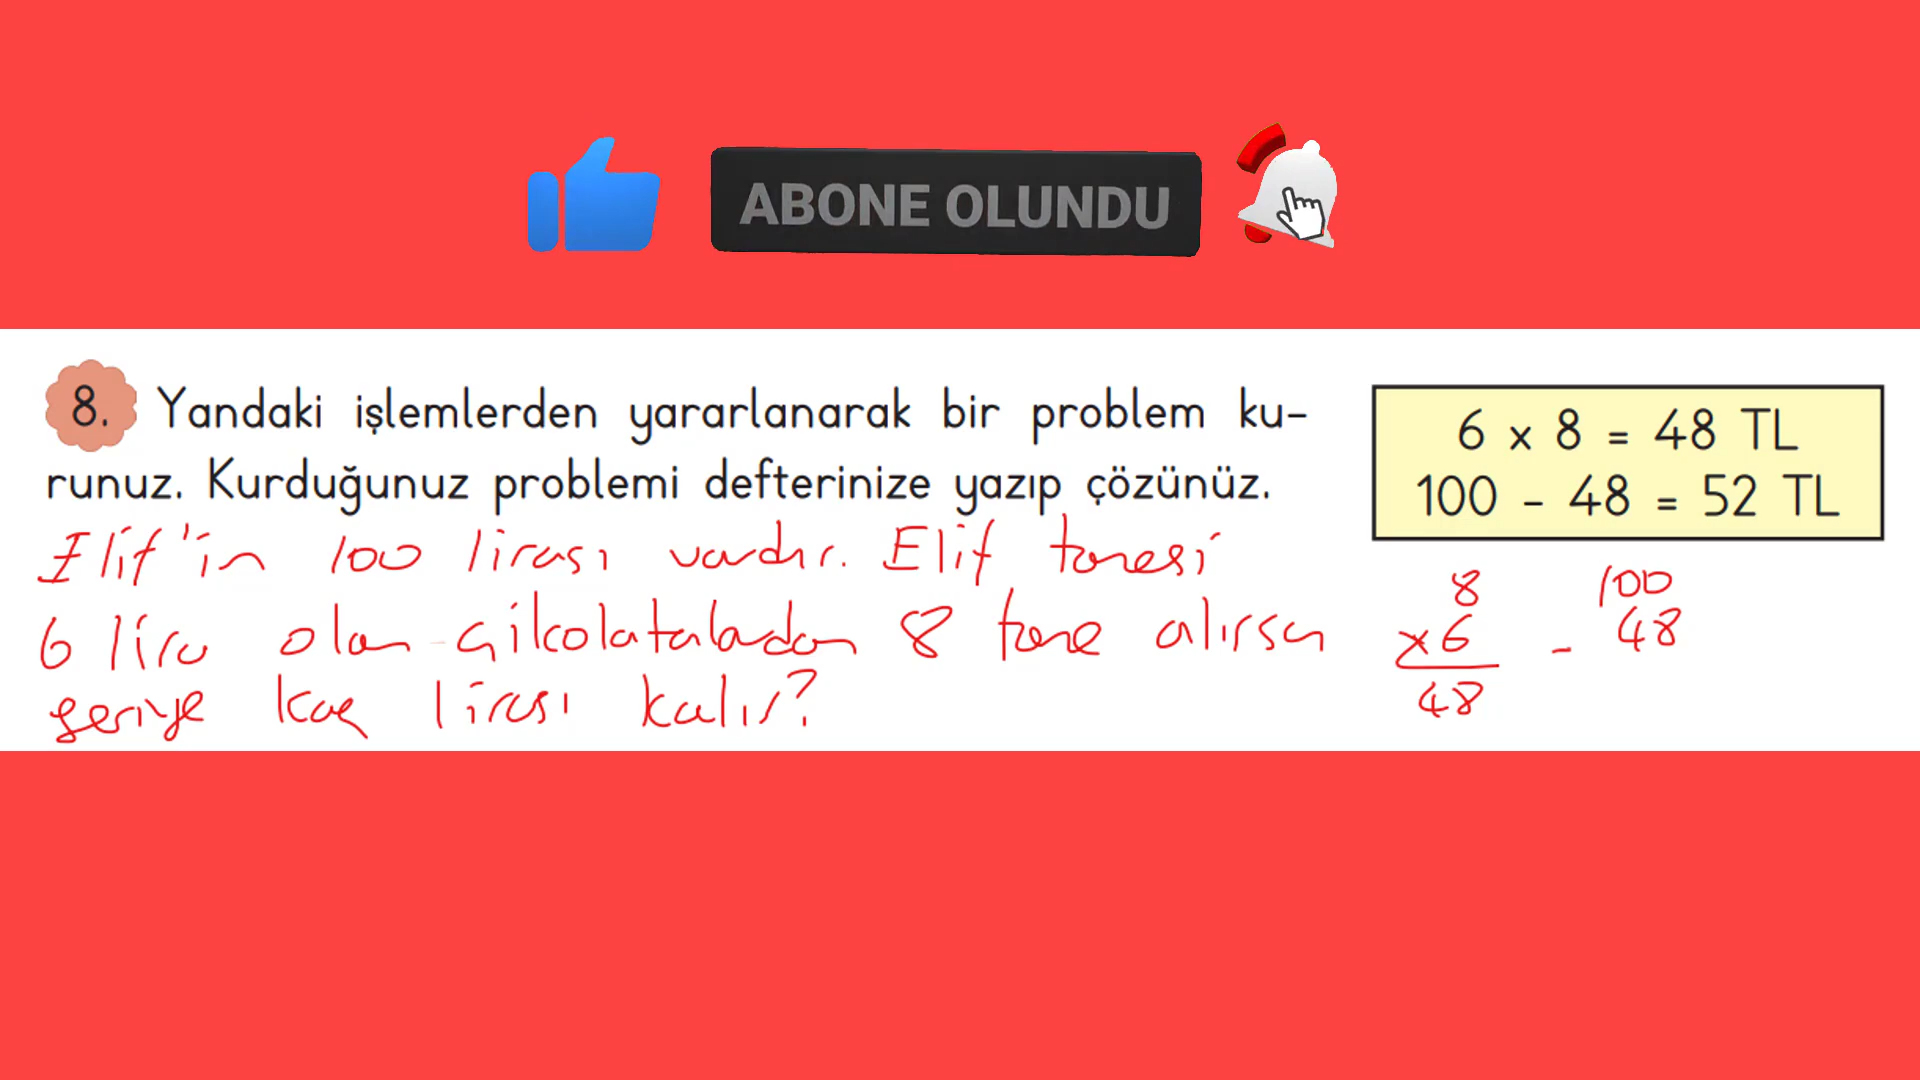 ABONE OLUNDU
8. Yandaki işlemlerden yararlanarak bir problem ku-
runuz. Kurduğunuz problemi defterinize yazıp çözünüz.
6 x 8 = 48 TL
100 - 48 = 52 TL
Elif'in 100 lirası vardır. Elif tanesi
6 lira olan çikolatalardan 8 tane alırsa
geriye kaç lirası kalır?
8
x6
48
100
- 48